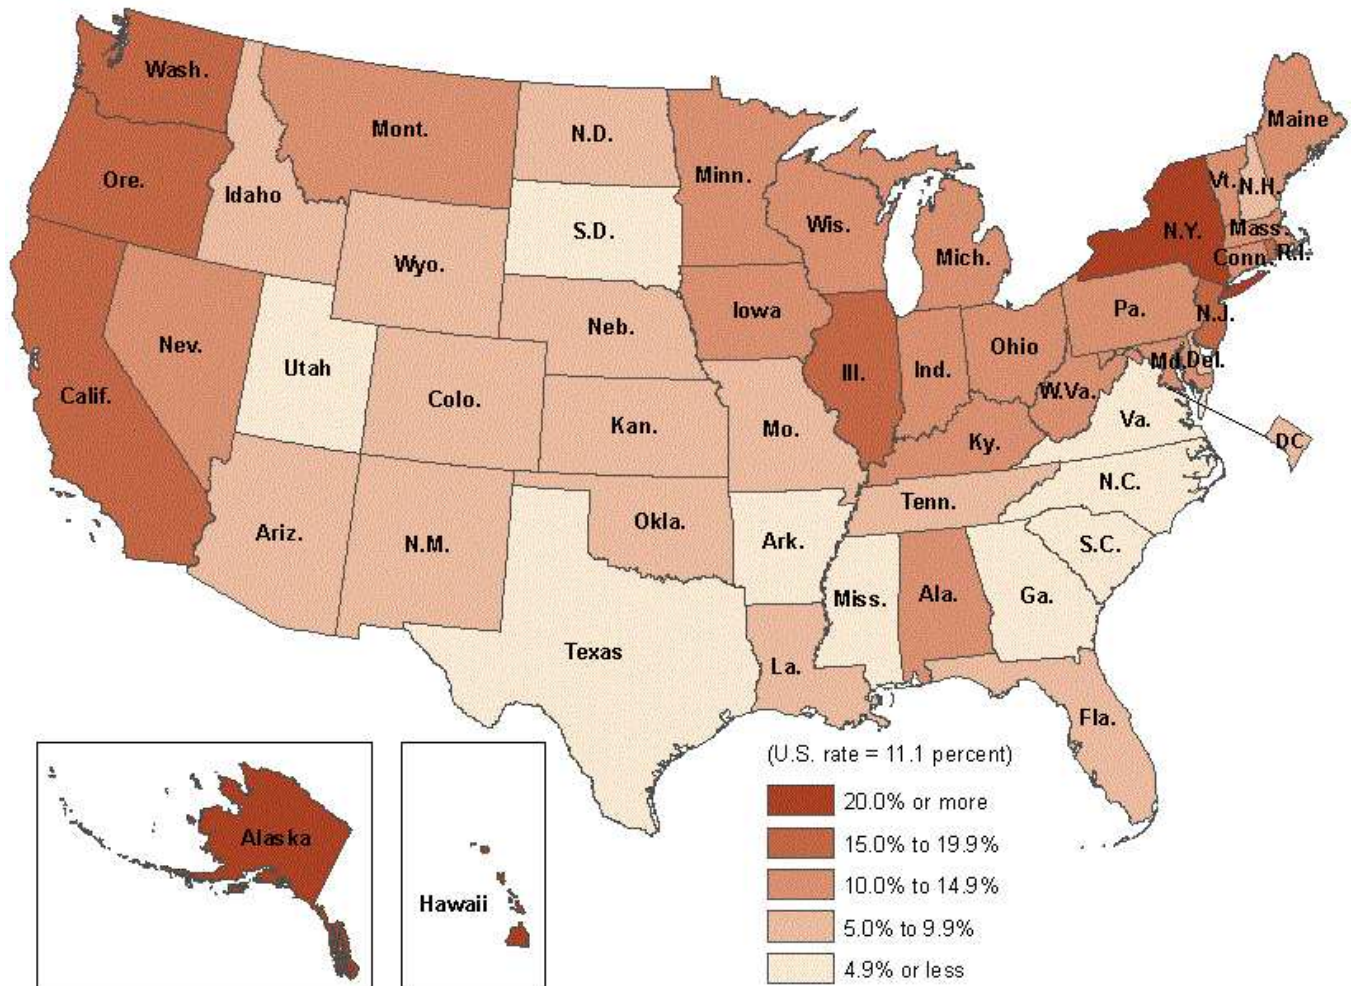 Wash.
Maine
Mont.
N.D.
Minn.
Ore.
Vt.
N.H.
Idaho
Wis.
S.D.
N.Y.
Mass.
Wyo.
Mich.
Conn.
R.I.
Iowa
Pa.
N.J.
Neb.
Nev.
Ohio
Utah
Ill.
Ind.
Md.
Del.
Calif.
Colo.
W.Va.
Kan.
Mo.
Va.
Ky.
DC
N.C.
Tenn.
Okla.
Ariz.
N.M.
Ark.
S.C.
Miss.
Ala.
Ga.
Texas
La.
Fla.
(U.S. rate = 11.1 percent)
20.0% or more
15.0% to 19.9%
10.0% to 14.9%
5.0% to 9.9%
4.9% or less
Alaska
Hawaii